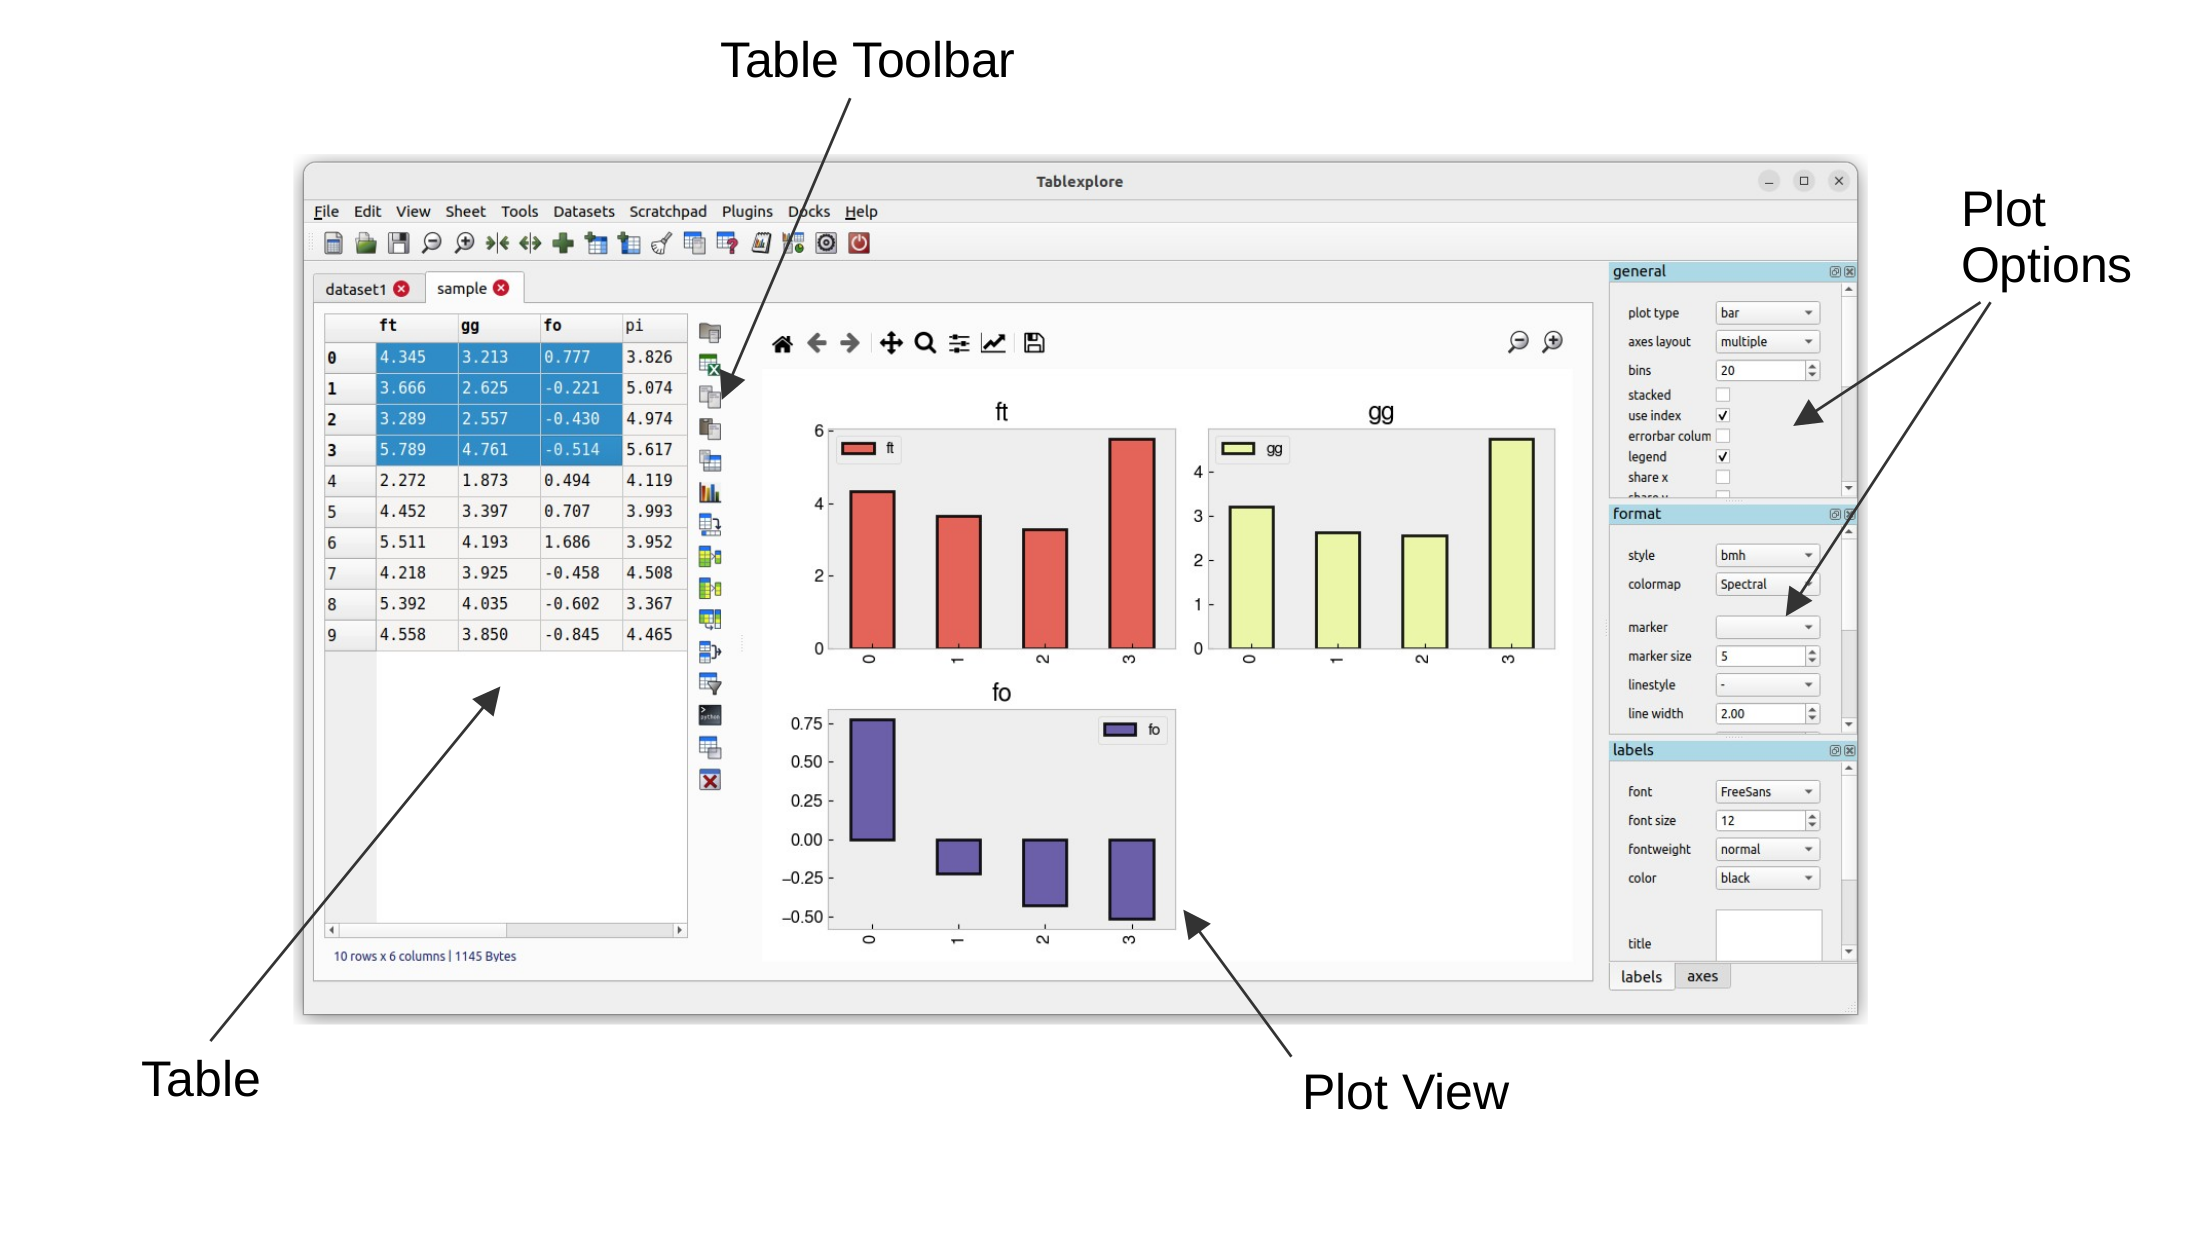 Table Toolbar
Tablexplore
Plot
Options
File Edit View Sheet Tools Datasets Scratchpad Plugins Docks Help
dataset1 sample
ft gg fo pi
0 4.345 3.213 0.777 3.826
1 3.666 2.625 -0.221 5.074
2 3.289 2.557 -0.430 4.974
3 5.789 4.761 -0.514 5.617
4 2.272 1.873 0.494 4.119
5 4.452 3.397 0.707 3.993
6 5.511 4.193 1.686 3.952
7 4.218 3.925 -0.458 4.508
8 5.392 4.035 -0.602 3.367
9 4.558 3.850 -0.845 4.465
10 rows x 6 columns | 1145 Bytes
python
ft
6
4
2
0
ft
0 1 2 3
gg
4
3
2
1
0
gg
0 1 2 3
fo
0.75
0.50
0.25
0.00
−0.25
−0.50
fo
0 1 2 3
general
plot type bar
axes layout multiple
bins 20
stacked
use index
errorbar colum
legend
share x
share y
format
style bmh
colormap Spectral
marker
marker size 5
linestyle -
line width 2.00
labels
font FreeSans
font size 12
fontweight normal
color black
title
labels axes
Table
Plot View